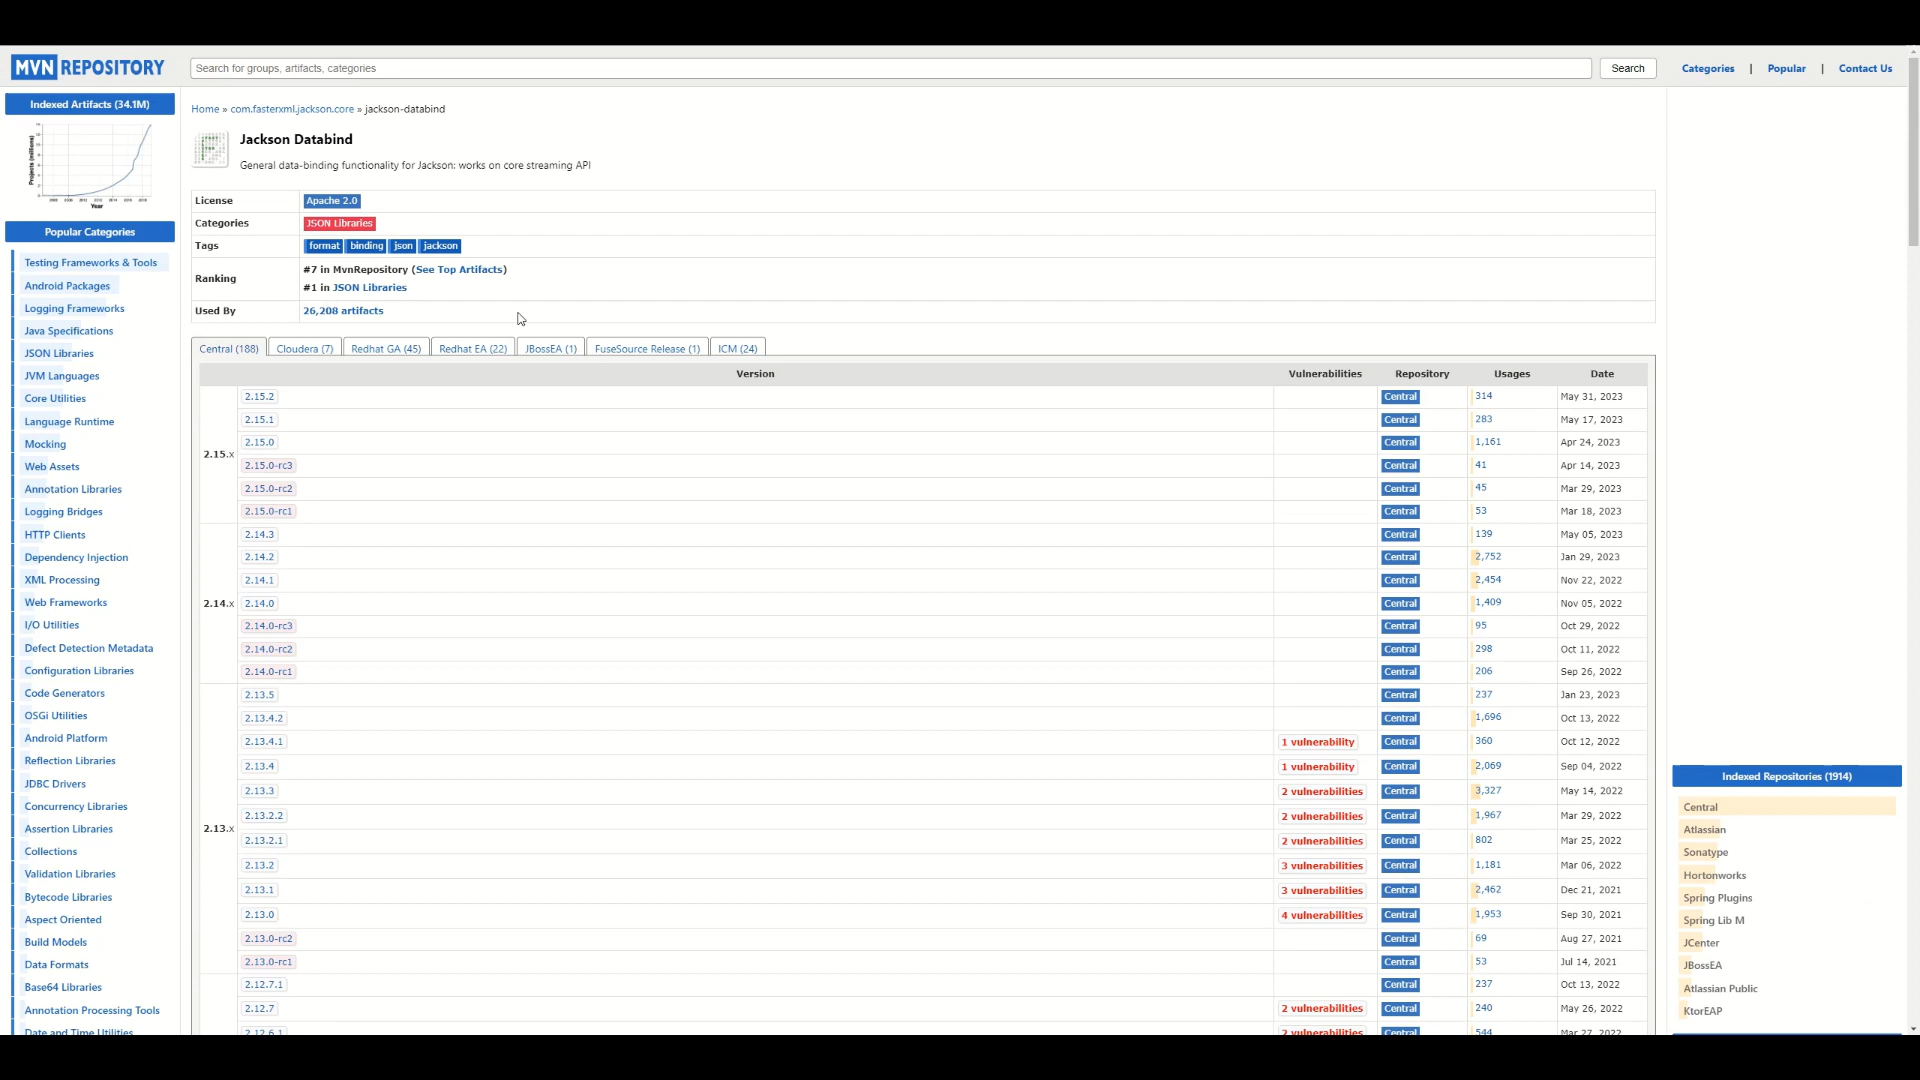 MVN REPOSITORY
Search for groups, artifacts, categories
Search
Categories | Popular | Contact Us
Indexed Artifacts (34.1M)
Projects (millions)
Year
Popular Categories
Testing Frameworks & Tools
Android Packages
Logging Frameworks
Java Specifications
JSON Libraries
JVM Languages
Core Utilities
Language Runtime
Mocking
Web Assets
Annotation Libraries
Logging Bridges
HTTP Clients
Dependency Injection
XML Processing
Web Frameworks
I/O Utilities
Defect Detection Metadata
Configuration Libraries
Code Generators
OSGi Utilities
Android Platform
Reflection Libraries
JDBC Drivers
Concurrency Libraries
Assertion Libraries
Collections
Validation Libraries
Bytecode Libraries
Aspect Oriented
Build Models
Data Formats
Base64 Libraries
Annotation Processing Tools
Date and Time Utilities
Home » com.fasterxml.jackson.core » jackson-databind
Jackson Databind
General data-binding functionality for Jackson: works on core streaming API
License Apache 2.0
Categories JSON Libraries
Tags format binding json jackson
Ranking
#7 in MvnRepository (See Top Artifacts)
#1 in JSON Libraries
Used By 26,208 artifacts
Central (188) Cloudera (7) Redhat GA (45) Redhat EA (22) JBossEA (1) FuseSource Release (1) ICM (24)
Version Vulnerabilities Repository Usages Date
2.15.x
2.15.2 Central 314 May 31, 2023
2.15.1 Central 283 May 17, 2023
2.15.0 Central 1,161 Apr 24, 2023
2.15.0-rc3 Central 41 Apr 14, 2023
2.15.0-rc2 Central 45 Mar 29, 2023
2.15.0-rc1 Central 53 Mar 18, 2023
2.14.x
2.14.3 Central 139 May 05, 2023
2.14.2 Central 2,752 Jan 29, 2023
2.14.1 Central 2,454 Nov 22, 2022
2.14.0 Central 1,409 Nov 05, 2022
2.14.0-rc3 Central 95 Oct 29, 2022
2.14.0-rc2 Central 298 Oct 11, 2022
2.14.0-rc1 Central 206 Sep 26, 2022
2.13.x
2.13.5 Central 237 Jan 23, 2023
2.13.4.2 Central 1,696 Oct 13, 2022
2.13.4.1 1 vulnerability Central 360 Oct 12, 2022
2.13.4 1 vulnerability Central 2,069 Sep 04, 2022
2.13.3 2 vulnerabilities Central 3,327 May 14, 2022
2.13.2.2 2 vulnerabilities Central 1,967 Mar 29, 2022
2.13.2.1 2 vulnerabilities Central 802 Mar 25, 2022
2.13.2 3 vulnerabilities Central 1,181 Mar 06, 2022
2.13.1 3 vulnerabilities Central 2,462 Dec 21, 2021
2.13.0 4 vulnerabilities Central 1,953 Sep 30, 2021
2.13.0-rc2 Central 69 Aug 27, 2021
2.13.0-rc1 Central 53 Jul 14, 2021
2.12.7.1 Central 237 Oct 13, 2022
2.12.7 2 vulnerabilities Central 240 May 26, 2022
2.12.6.1 2 vulnerabilities Central 544 Mar 27, 2022
Indexed Repositories (1914)
Central
Atlassian
Sonatype
Hortonworks
Spring Plugins
Spring Lib M
JCenter
JBossEA
Atlassian Public
KtorEAP